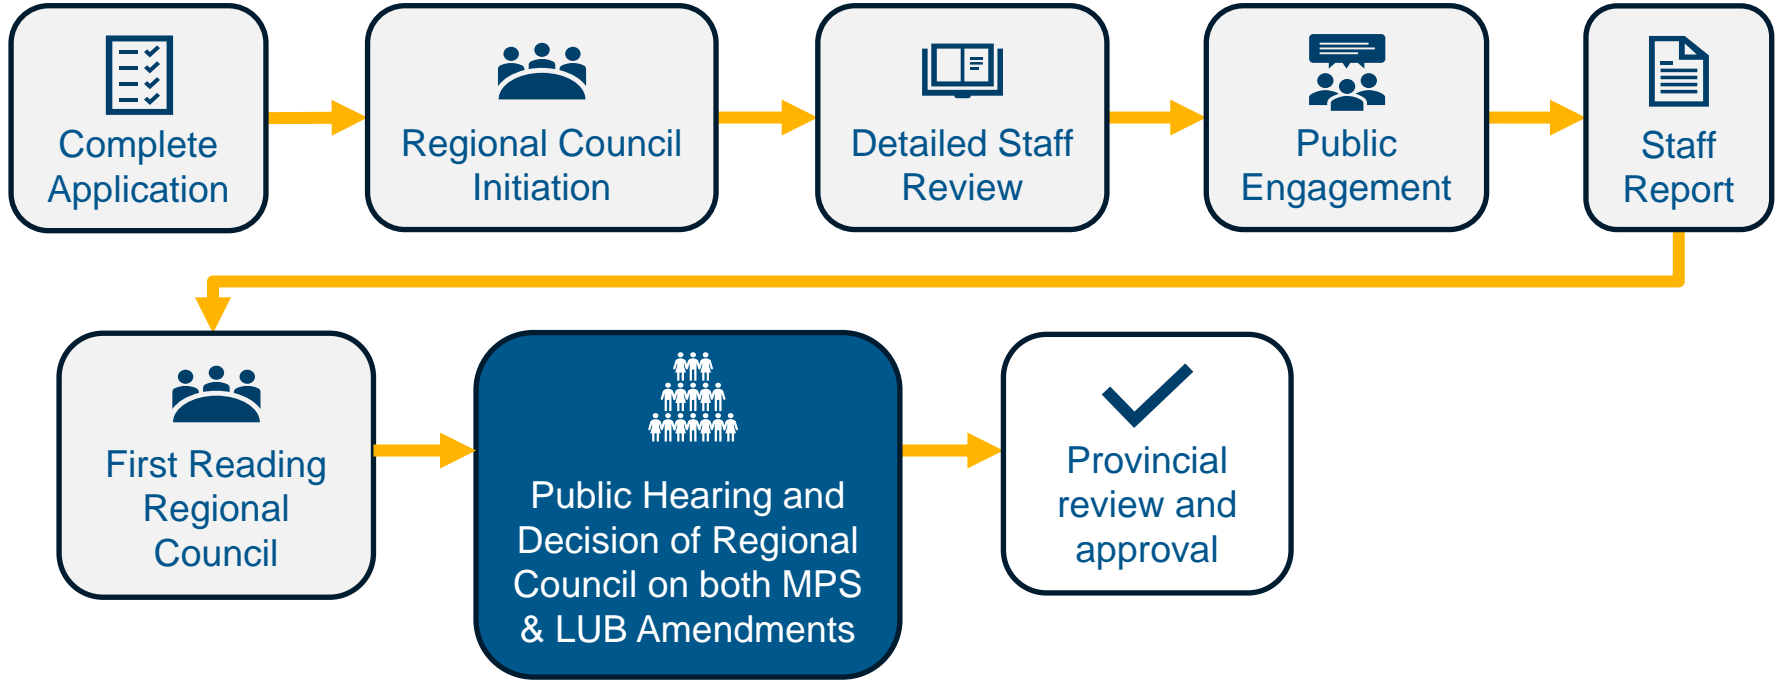 Complete
Application
Regional Council
Initiation
Detailed Staff
Review
Public
Engagement
Staff
Report
First Reading
Regional
Council
Public Hearing and
Decision of Regional
Council on both MPS
& LUB Amendments
Provincial
review and
approval